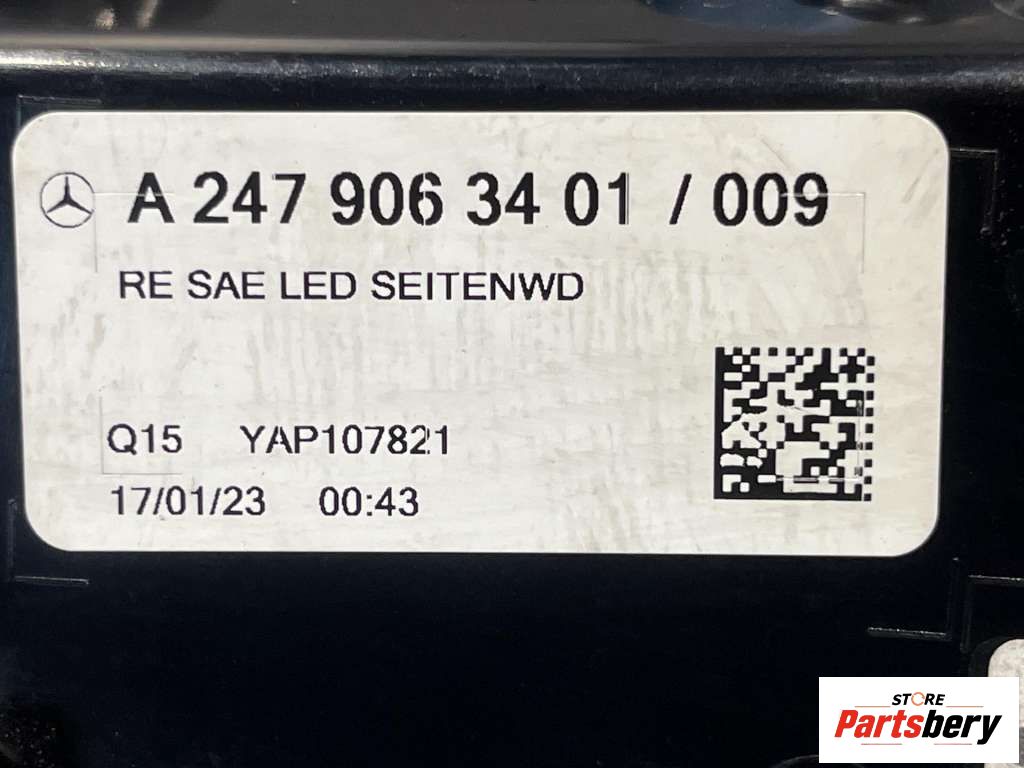 A 247 906 34 01 / 009
RE SAE LED SEITENWD
Q15 YAP107821
17/01/23 00:43
STORE
Partsbery